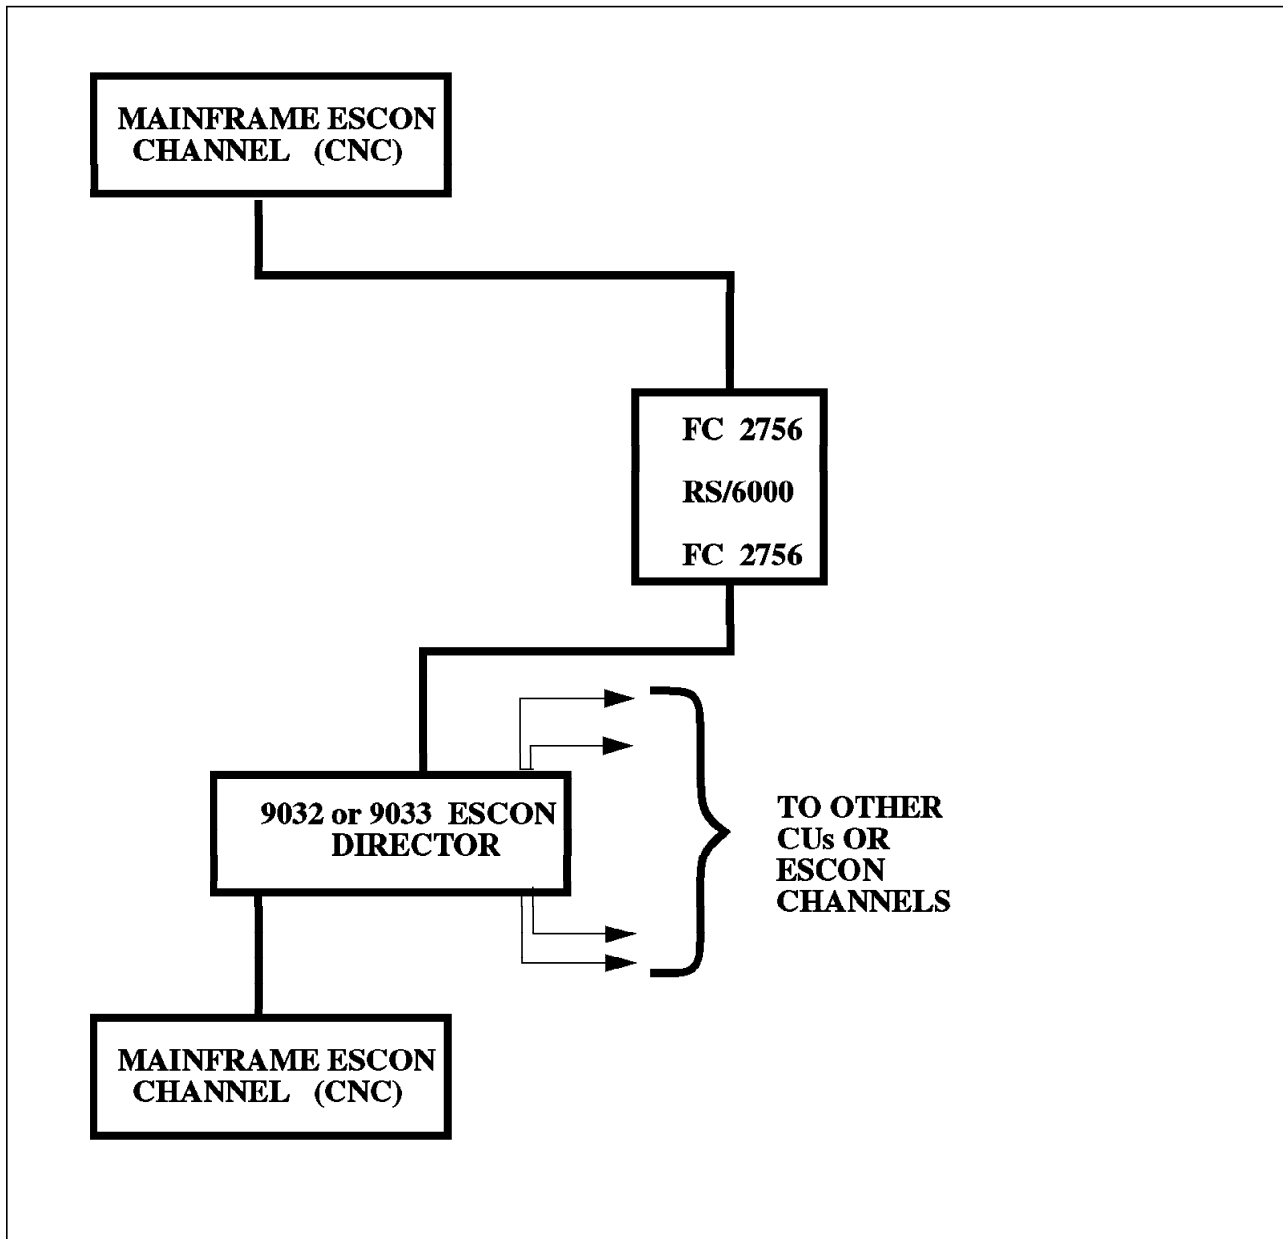 MAINFRAME ESCON
CHANNEL (CNC)
FC 2756
RS/6000
FC 2756
9032 or 9033 ESCON
DIRECTOR
TO OTHER
CUs OR
ESCON
CHANNELS
MAINFRAME ESCON
CHANNEL (CNC)